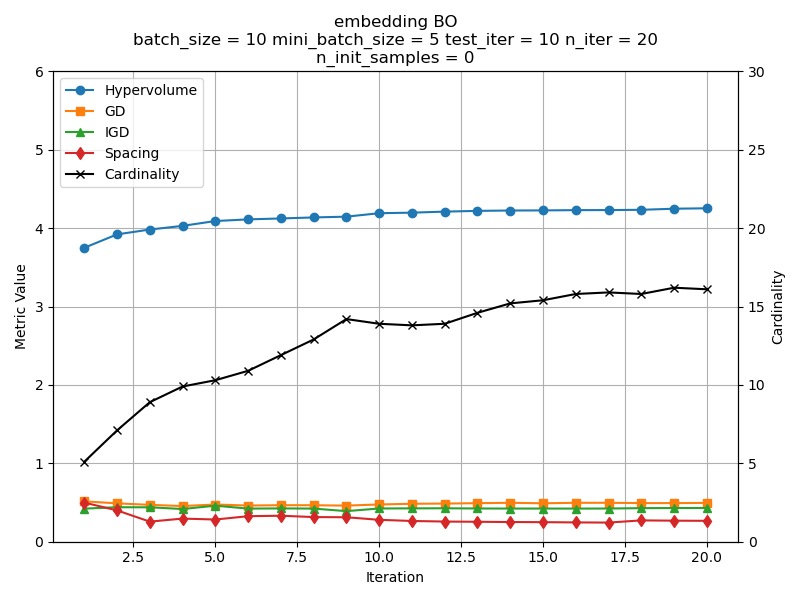 embedding BO
batch_size = 10 mini_batch_size = 5 test_iter = 10 n_iter = 20
n_init_samples = 0
Hypervolume
GD
IGD
Spacing
Cardinality
Metric Value
6
5
4
3
2
1
0
30
25
20
15
10
5
0
Cardinality
2.5 5.0 7.5 10.0 12.5 15.0 17.5 20.0
Iteration